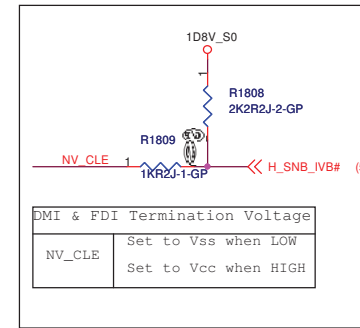 1D8V_S0
1
R1808
2K2R2J-2-GP
R1809
NV_CLE 1
1KR2J-1-GP
H_SNB_IVB#
DMI & FDI Termination Voltage
NV_CLE
Set to Vss when LOW
Set to Vcc when HIGH